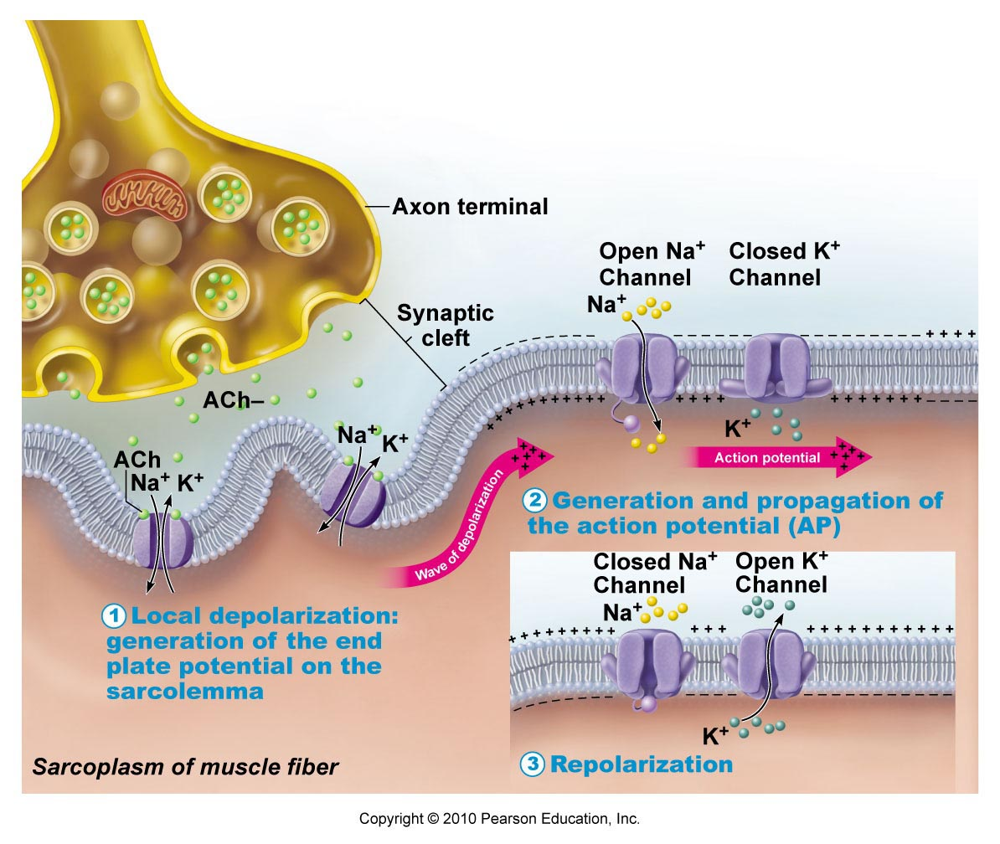 Axon terminal
Open Na+
Channel
Closed K+
Channel
Na+
Synaptic
cleft
ACh–
Na+ K+
ACh
Na+ K+
K+
Action potential
Wave of depolarization
2 Generation and propagation of
the action potential (AP)
Closed Na+
Channel
Open K+
Channel
Na+
1 Local depolarization:
generation of the end
plate potential on the
sarcolemma
K+
3 Repolarization
Sarcoplasm of muscle fiber
Copyright © 2010 Pearson Education, Inc.